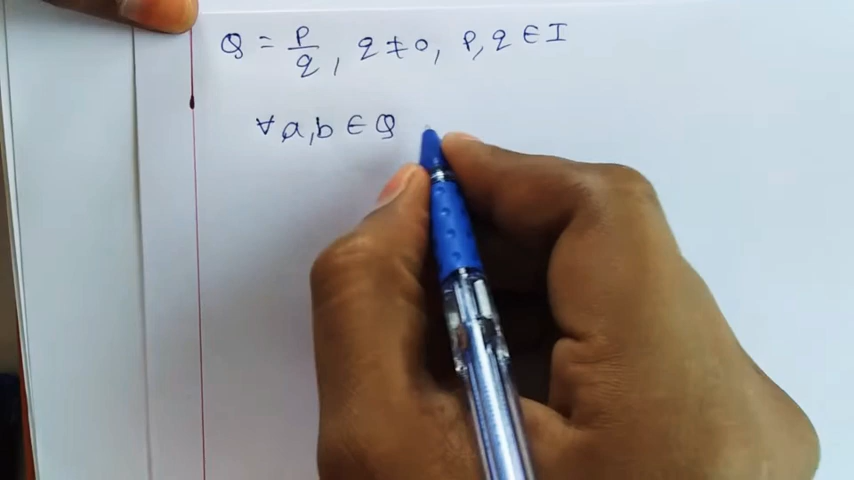 Q = p/q, q ≠ 0, p, q ∈ I
∀ a, b ∈ Q